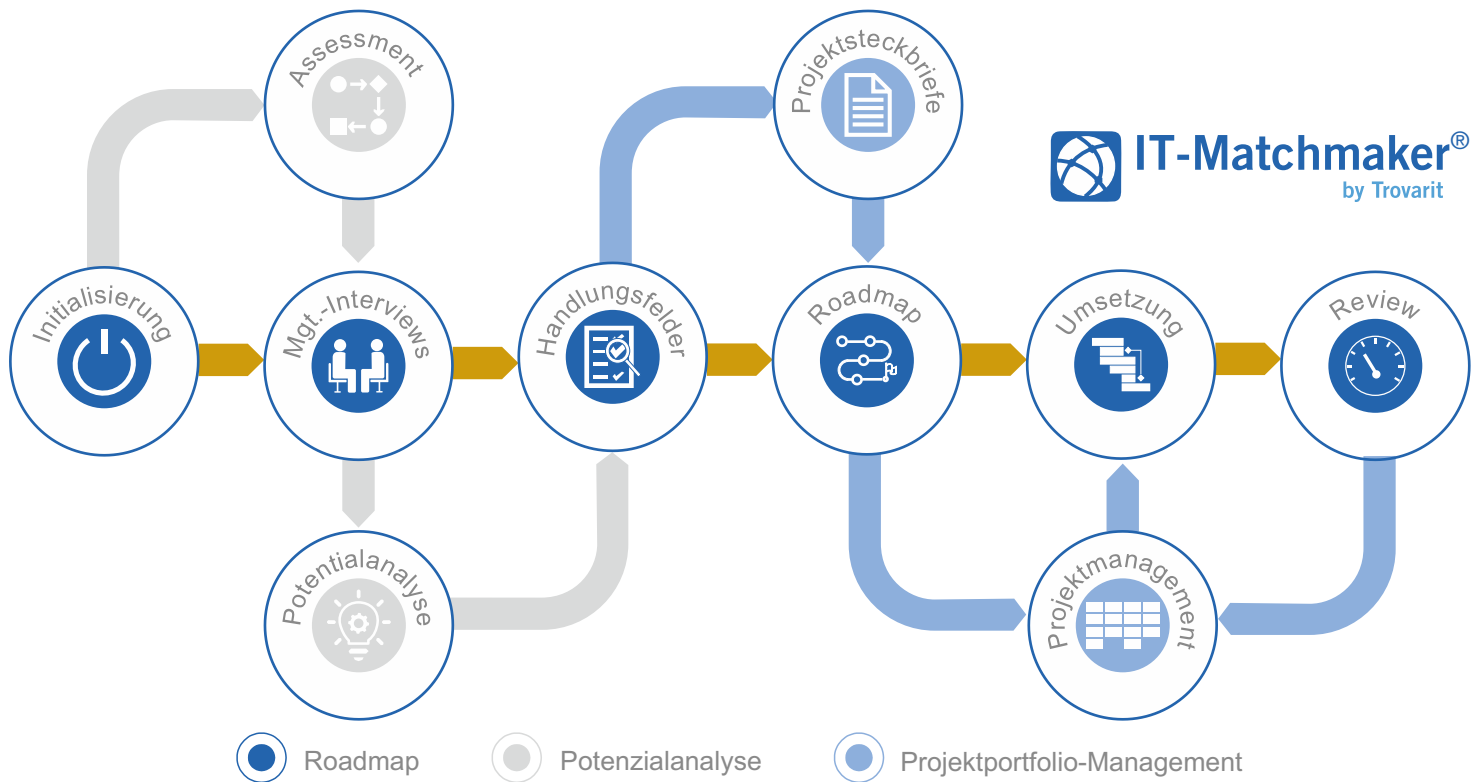 Assessment
Projektsteckbriefe
IT-Matchmaker®
by Trovarit
Initialisierung
Mgt.-Interviews
Handlungsfelder
Roadmap
Umsetzung
Review
Potentialanalyse
Projektmanagement
Roadmap
Potenzialanalyse
Projektportfolio-Management